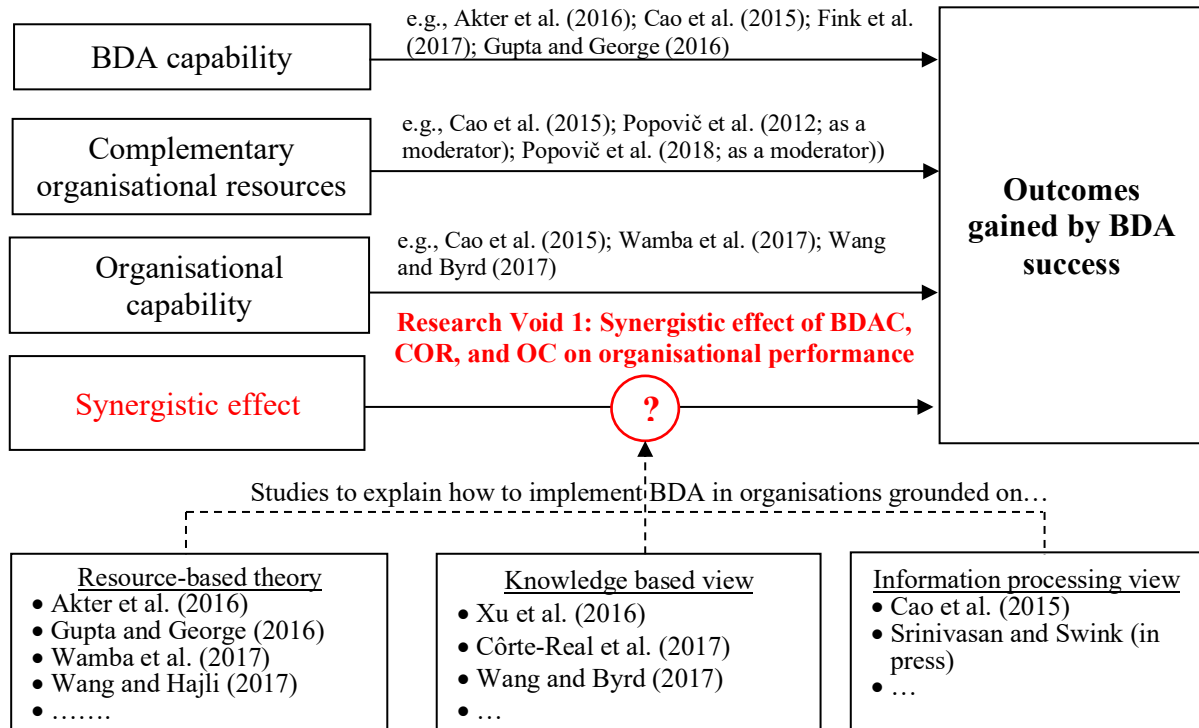 BDA capability
e.g., Akter et al. (2016); Cao et al. (2015); Fink et al.
(2017); Gupta and George (2016)
Complementary
organisational resources
e.g., Cao et al. (2015); Popovič et al. (2012; as a
moderator); Popovič et al. (2018; as a moderator))
Organisational
capability
e.g., Cao et al. (2015); Wamba et al. (2017); Wang
and Byrd (2017)
Outcomes
gained by BDA
success
Research Void 1: Synergistic effect of BDAC,
COR, and OC on organisational performance
Synergistic effect
?
Studies to explain how to implement BDA in organisations grounded on…
Resource-based theory
• Akter et al. (2016)
• Gupta and George (2016)
• Wamba et al. (2017)
• Wang and Hajli (2017)
• …….
Knowledge based view
• Xu et al. (2016)
• Côrte-Real et al. (2017)
• Wang and Byrd (2017)
• …
Information processing view
• Cao et al. (2015)
• Srinivasan and Swink (in
press)
• …